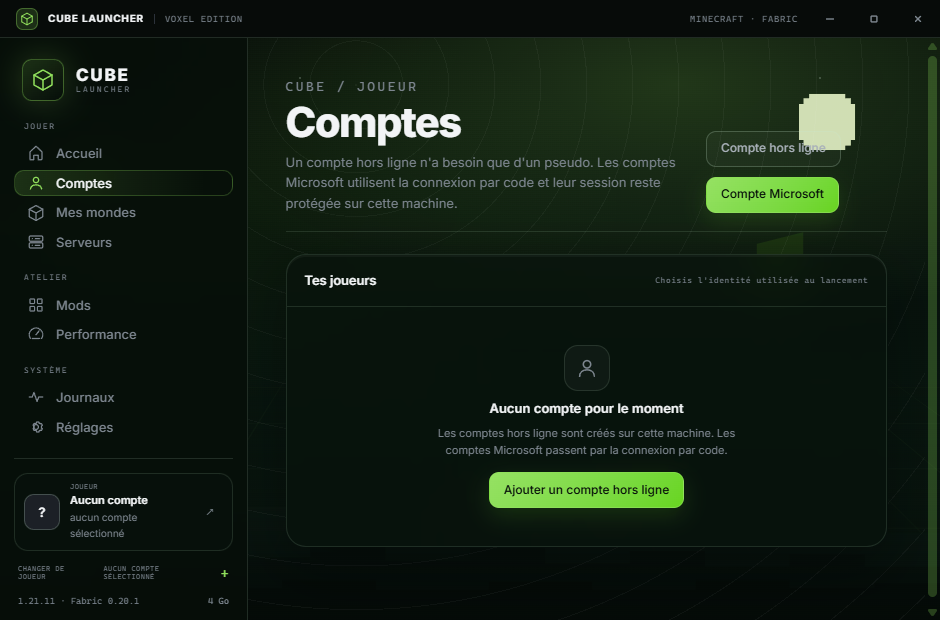 CUBE LAUNCHER
VOXEL EDITION
MINECRAFT · FABRIC
CUBE
LAUNCHER
JOUER
Accueil
Comptes
Mes mondes
Serveurs
ATELIER
Mods
Performance
SYSTÈME
Journaux
Réglages
?
JOUEUR
Aucun compte
aucun compte
sélectionné
↗
CHANGER DE
JOUEUR
AUCUN COMPTE
SÉLECTIONNÉ
+
1.21.11 · Fabric 0.20.1
4 Go
CUBE / JOUEUR
Comptes
Un compte hors ligne n'a besoin que d'un pseudo. Les comptes
Microsoft utilisent la connexion par code et leur session reste
protégée sur cette machine.
Compte hors ligne
Compte Microsoft
Tes joueurs
Choisis l'identité utilisée au lancement
Aucun compte pour le moment
Les comptes hors ligne sont créés sur cette machine. Les
comptes Microsoft passent par la connexion par code.
Ajouter un compte hors ligne